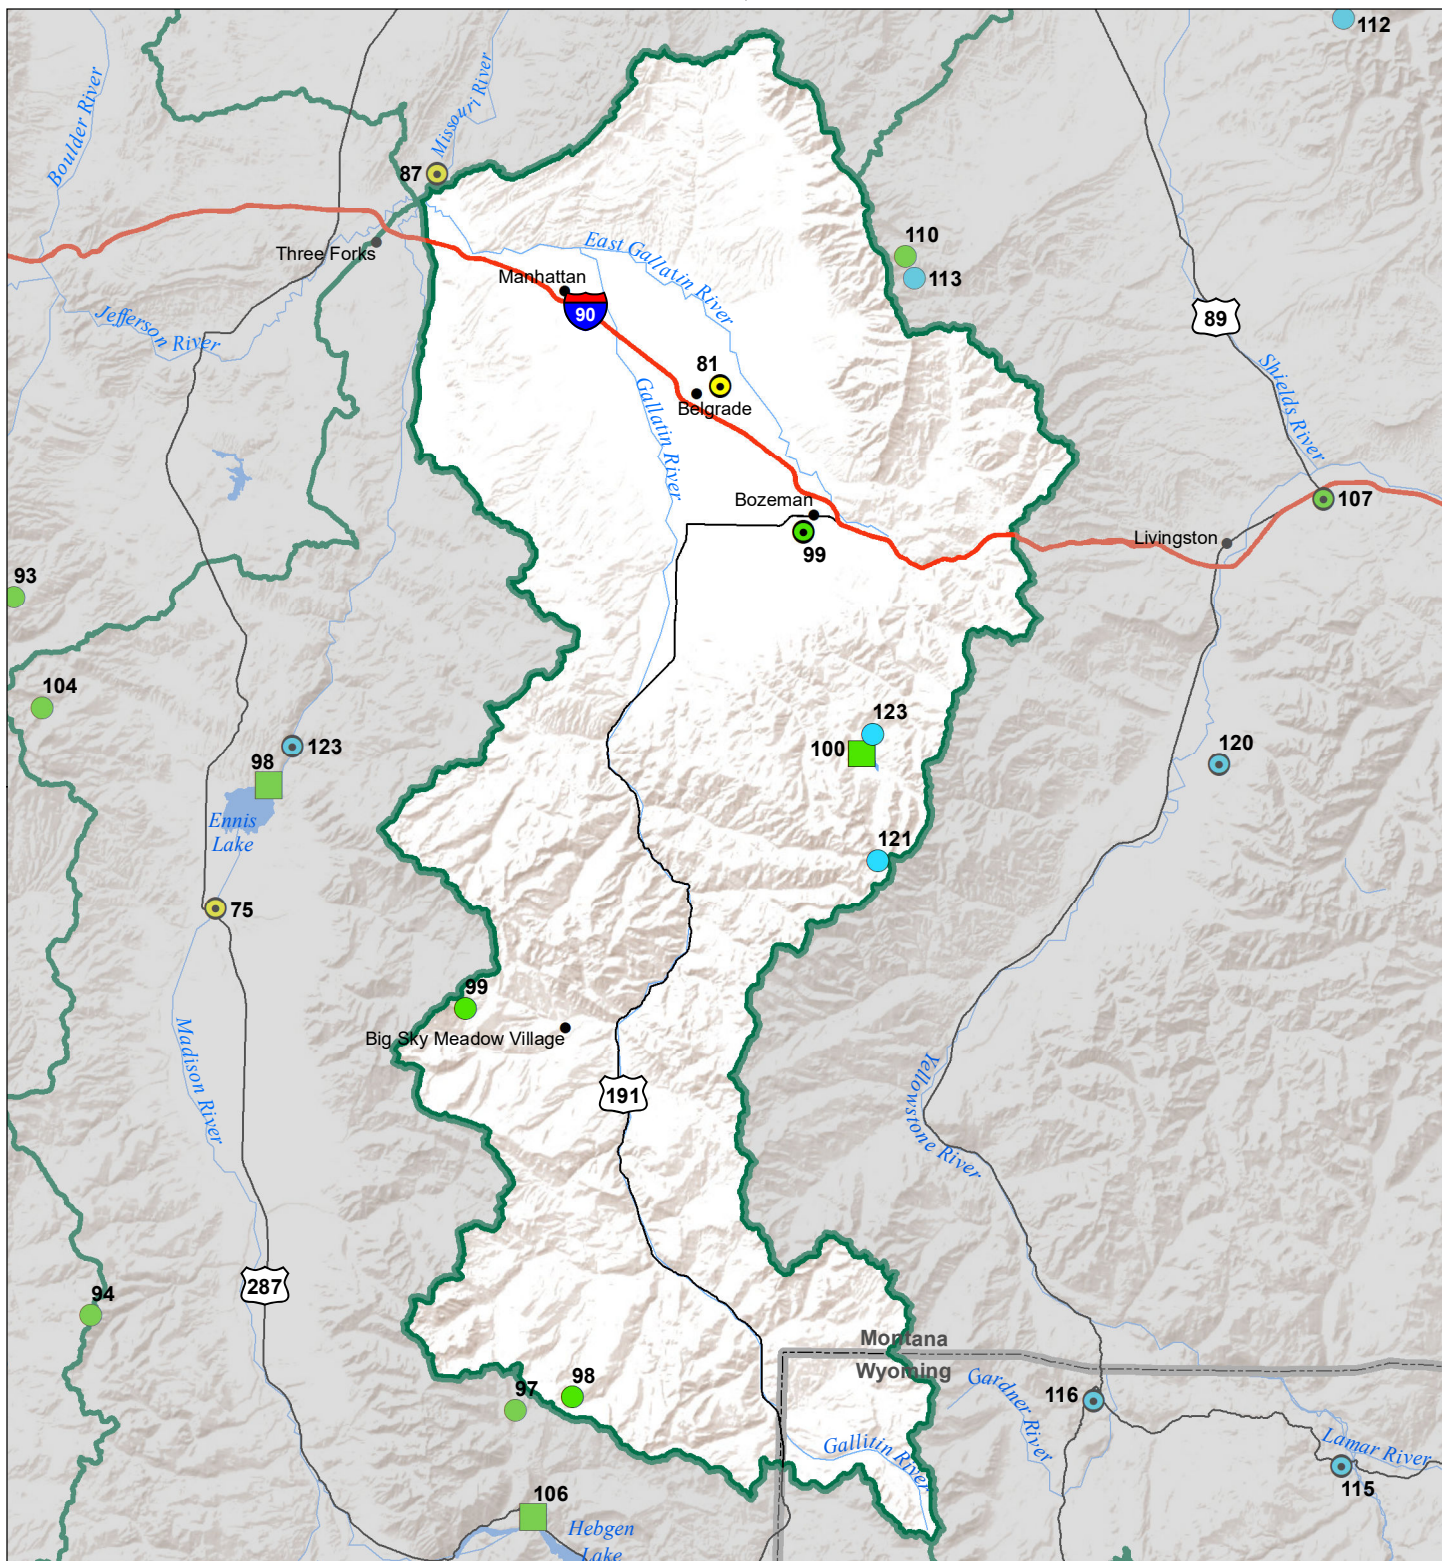 112
Missouri River
Boulder River
87
110
Three Forks
East Gallatin River
113
Manhattan
90
89
Jefferson River
81
Shields River
Belgrade
Gallatin River
Bozeman
107
Livingston
99
93
104
123
123
100
120
98
Ennis
Lake
121
75
99
Big Sky Meadow Village
Madison River
191
Yellowstone River
287
94
Montana
Wyoming
98
97
Gardner River
116
Gallitin River
Lamar River
115
106
Hebgen
Lake